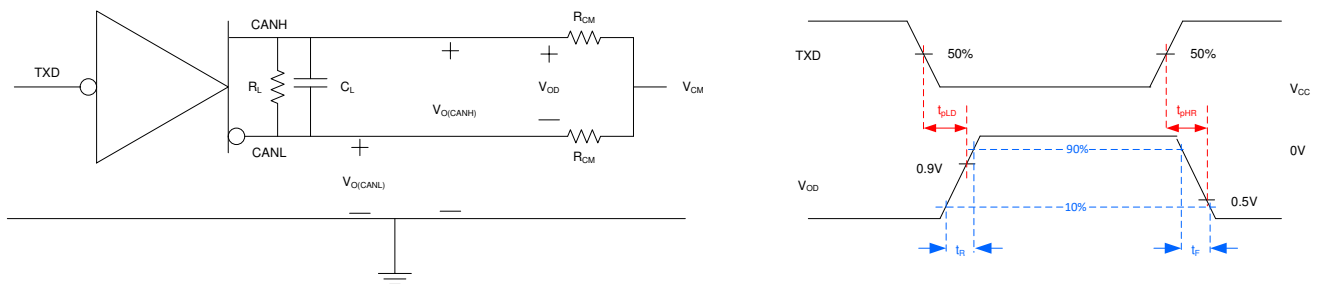 CANH
R_CM
TXD
R_L
C_L
V_O(CANH)
V_OD
V_CM
CANL
R_CM
V_O(CANL)
TXD
50%
50%
V_CC
t_pLD
t_pHR
90%
0V
0.9V
V_OD
10%
0.5V
t_R
t_F